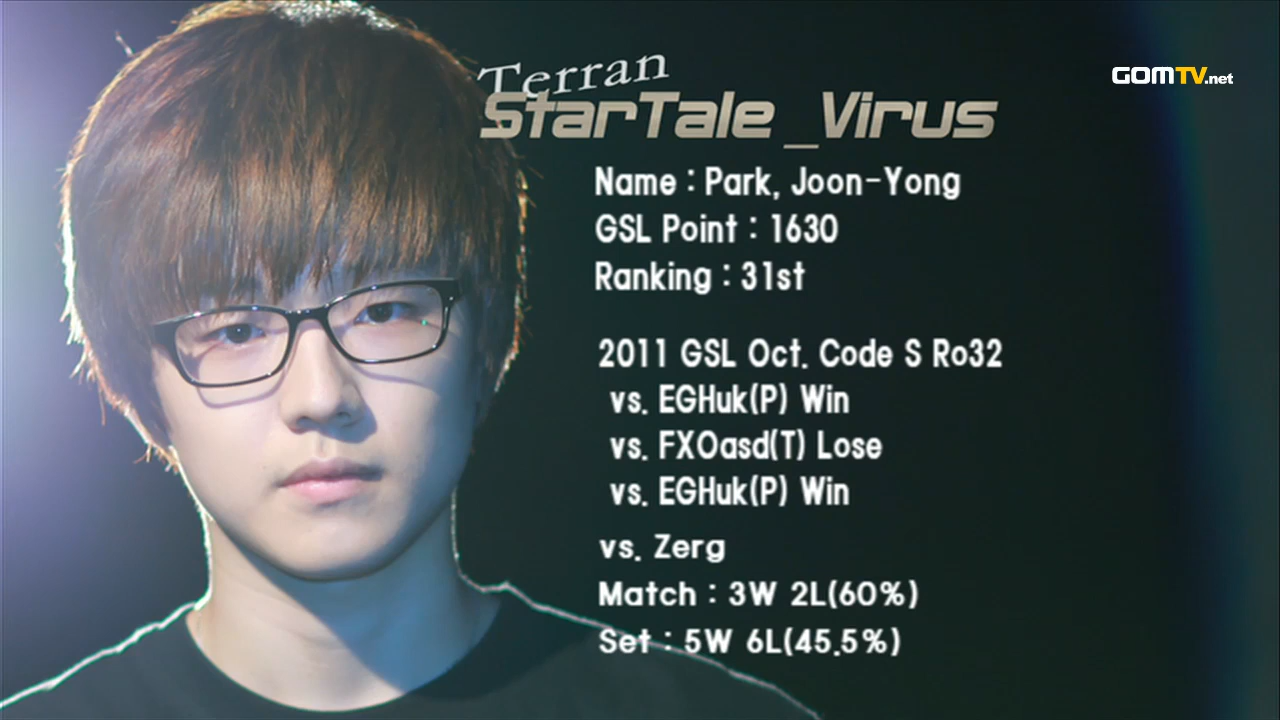 Terran
StarTale_Virus
GOMTV.net
Name : Park, Joon-Yong
GSL Point : 1630
Ranking : 31st
2011 GSL Oct. Code S Ro32
vs. EGHuk(P) Win
vs. FXOasd(T) Lose
vs. EGHuk(P) Win
vs. Zerg
Match : 3W 2L(60%)
Set : 5W 6L(45.5%)